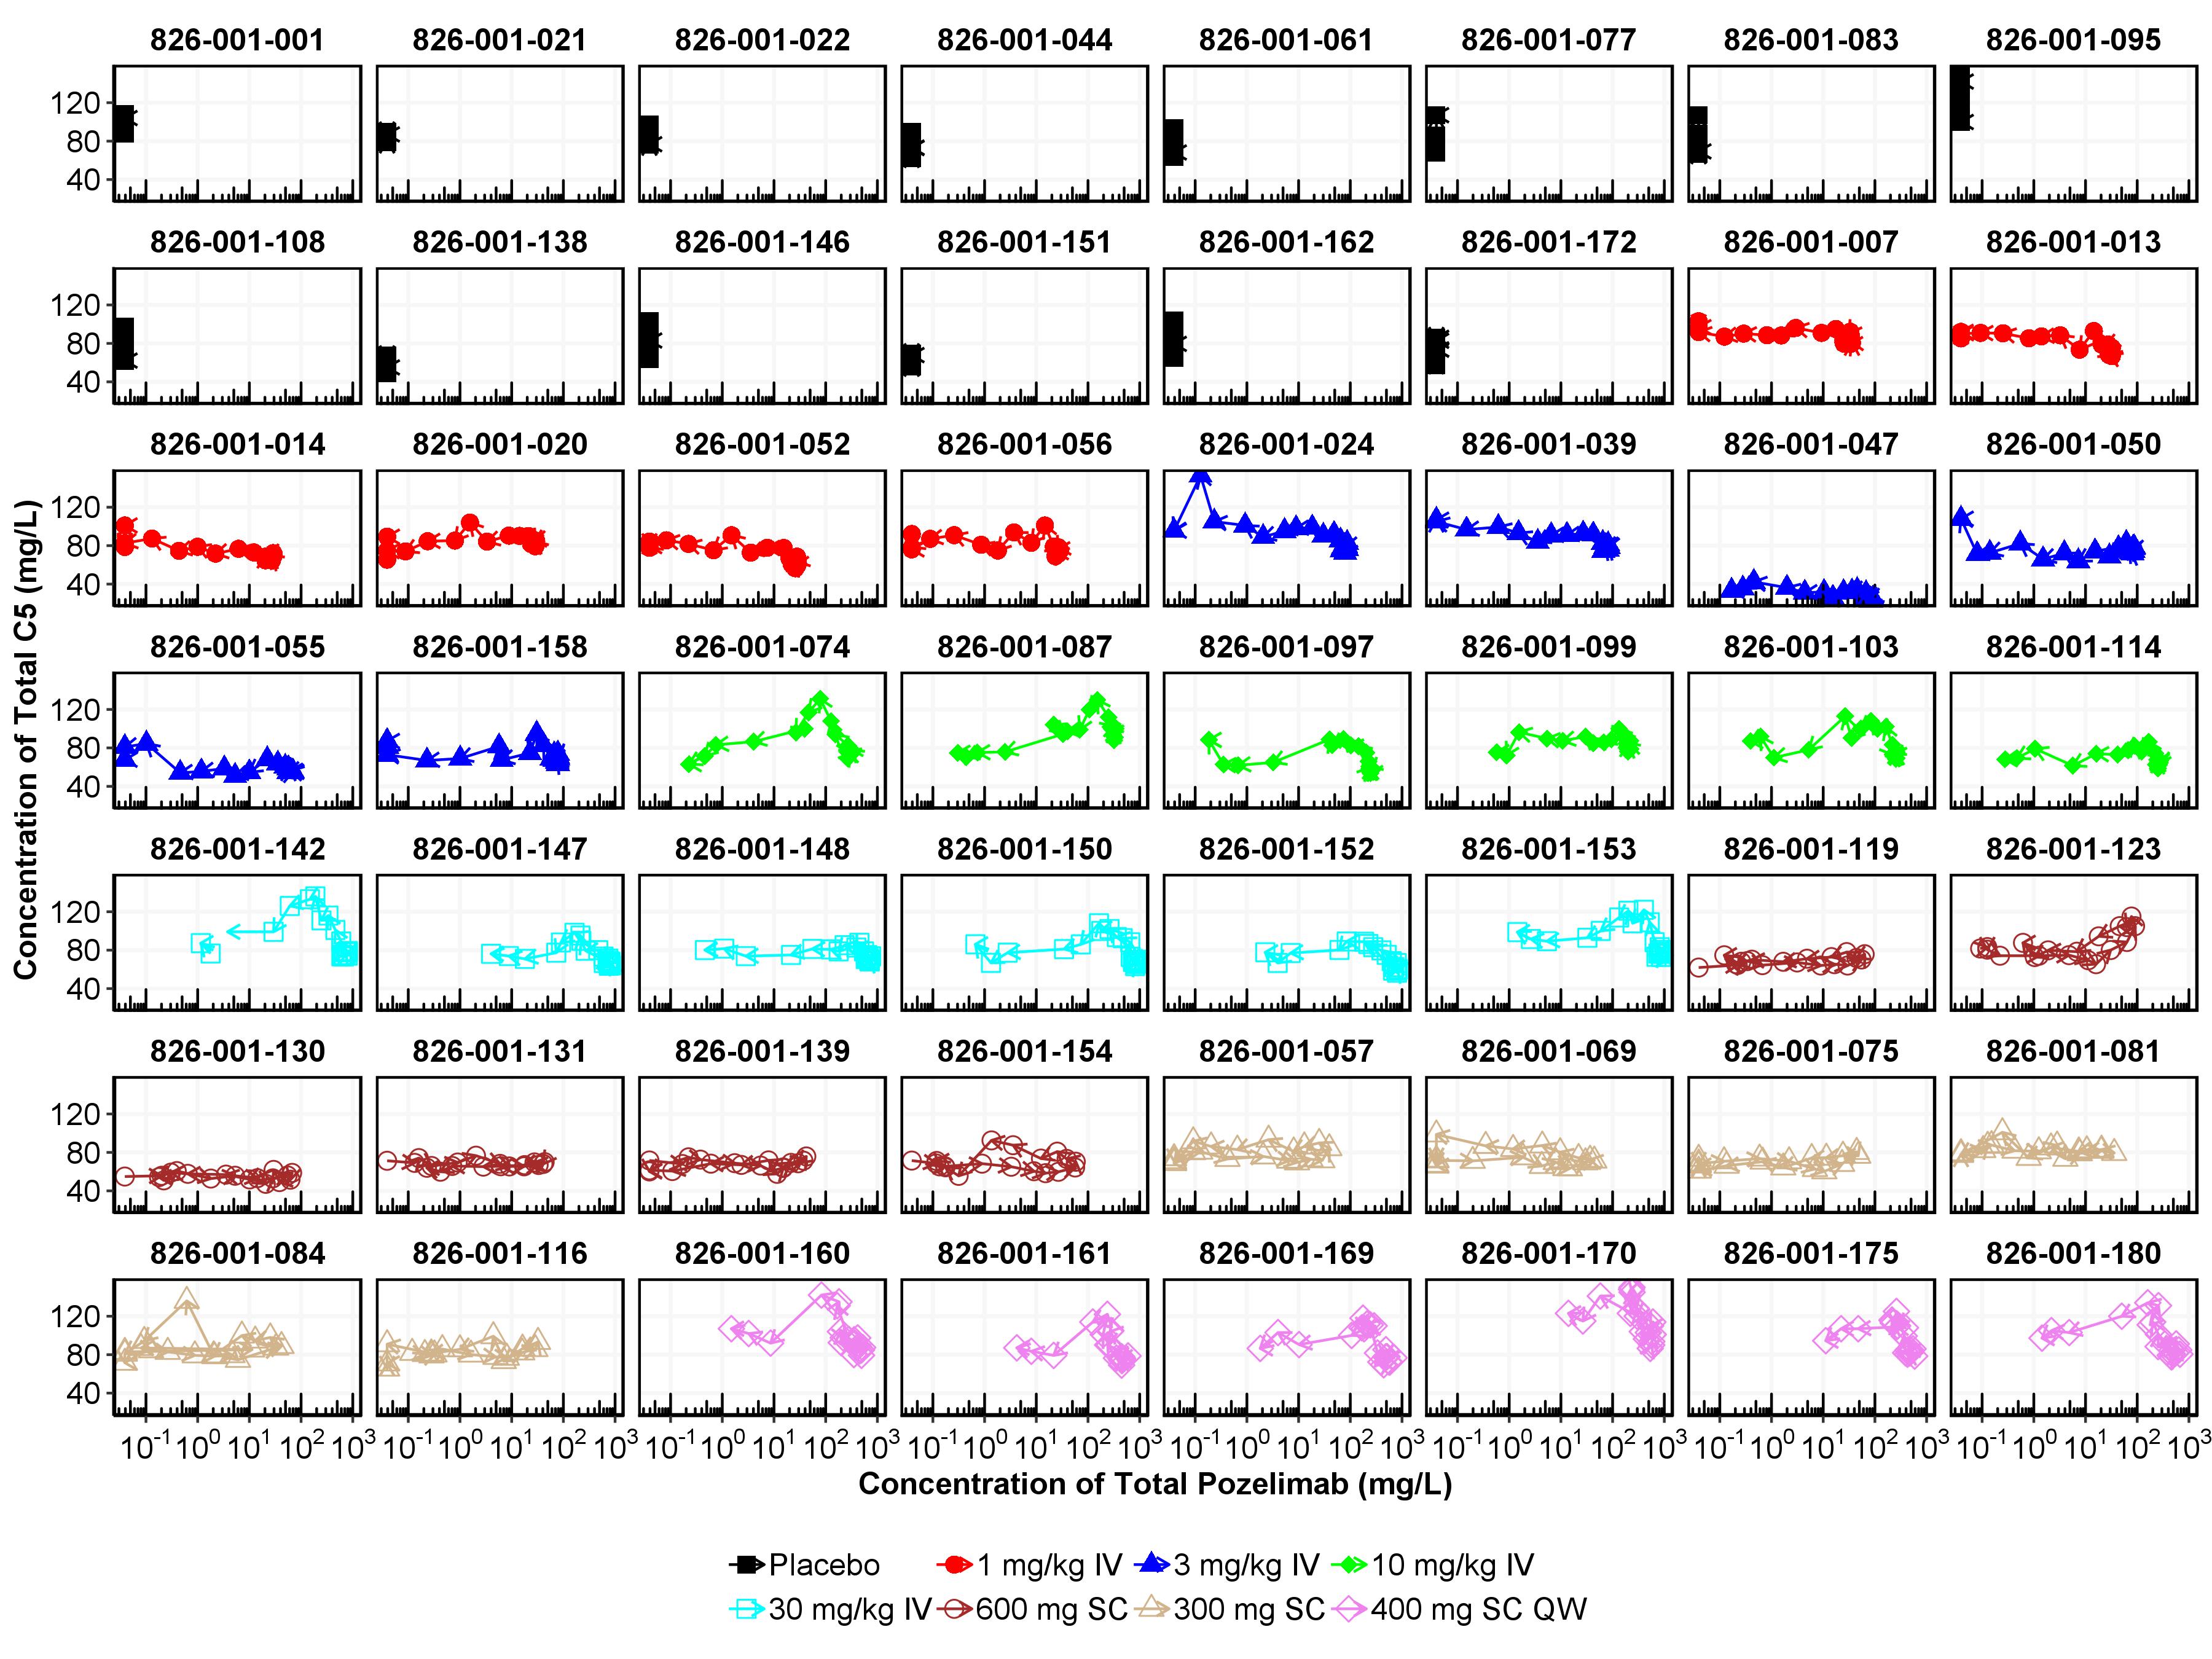 826-001-001 826-001-021 826-001-022 826-001-044 826-001-061 826-001-077 826-001-083 826-001-095
120
80
40
826-001-108 826-001-138 826-001-146 826-001-151 826-001-162 826-001-172 826-001-007 826-001-013
120
80
40
826-001-014 826-001-020 826-001-052 826-001-056 826-001-024 826-001-039 826-001-047 826-001-050
120
80
40
826-001-055 826-001-158 826-001-074 826-001-087 826-001-097 826-001-099 826-001-103 826-001-114
120
80
40
826-001-142 826-001-147 826-001-148 826-001-150 826-001-152 826-001-153 826-001-119 826-001-123
120
80
40
826-001-130 826-001-131 826-001-139 826-001-154 826-001-057 826-001-069 826-001-075 826-001-081
120
80
40
826-001-084 826-001-116 826-001-160 826-001-161 826-001-169 826-001-170 826-001-175 826-001-180
120
80
40
10⁻¹ 10⁰ 10¹ 10² 10³ 10⁻¹ 10⁰ 10¹ 10² 10³ 10⁻¹ 10⁰ 10¹ 10² 10³ 10⁻¹ 10⁰ 10¹ 10² 10³ 10⁻¹ 10⁰ 10¹ 10² 10³ 10⁻¹ 10⁰ 10¹ 10² 10³ 10⁻¹ 10⁰ 10¹ 10² 10³ 10⁻¹ 10⁰ 10¹ 10² 10³
Concentration of Total C5 (mg/L)
Concentration of Total Pozelimab (mg/L)
Placebo 1 mg/kg IV 3 mg/kg IV 10 mg/kg IV
30 mg/kg IV 600 mg SC 300 mg SC 400 mg SC QW